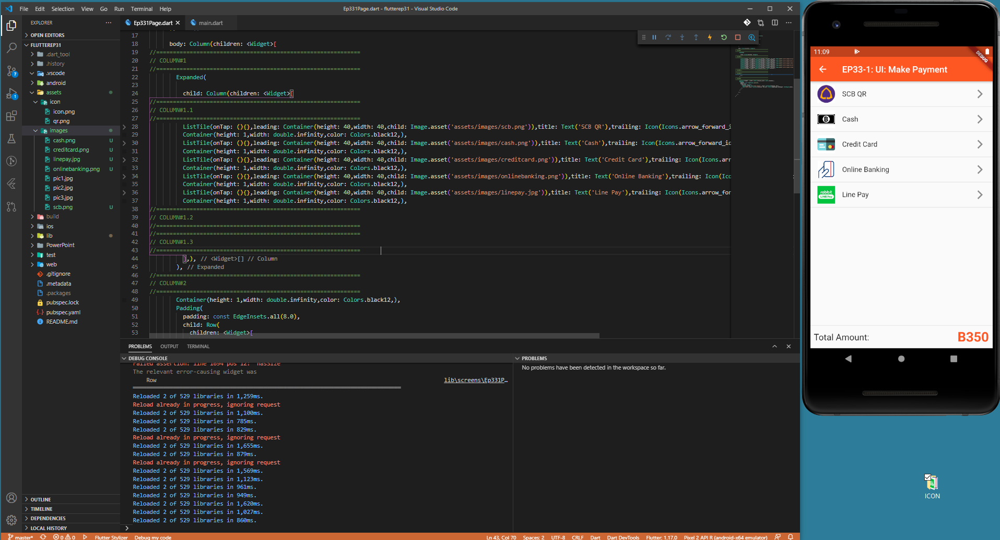 File Edit Selection View Go Run Terminal Help
Ep331Page.dart - flutterep31 - Visual Studio Code
EXPLORER
OPEN EDITORS
FLUTTEREP31
.dart_tool
.history
.vscode
android
assets
icon
icon.png
qr.png
images
cash.png U
creditcard.png U
linepay.jpg U
onlinebanking.png U
pic1.jpg
pic2.jpg
pic3.jpg
scb.png U
build
ios
lib
PowerPoint
test
web
.gitignore
.metadata
.packages
pubspec.lock
pubspec.yaml
README.md
OUTLINE
TIMELINE
DEPENDENCIES
LOCAL HISTORY
7
1
Ep331Page.dart main.dart
17
18 body: Column(children: <Widget>[
19 //=============================================================
20 // COLUMN#1
21 //=============================================================
22 Expanded(
23
24 child: Column(children: <Widget>[
25 //=============================================================
26 // COLUMN#1.1
27 //=============================================================
28 ListTile(onTap: (){},leading: Container(height: 40,width: 40,child: Image.asset('assets/images/scb.png')),title: Text('SCB QR'),trailing: Icon(Icons.arrow_forward_i
29 Container(height: 1,width: double.infinity,color: Colors.black12,),
30 ListTile(onTap: (){},leading: Container(height: 40,width: 40,child: Image.asset('assets/images/cash.png')),title: Text('Cash'),trailing: Icon(Icons.arrow_forward_io
31 Container(height: 1,width: double.infinity,color: Colors.black12,),
32 ListTile(onTap: (){},leading: Container(height: 40,width: 40,child: Image.asset('assets/images/creditcard.png')),title: Text('Credit Card'),trailing: Icon(Icons.arr
33 Container(height: 1,width: double.infinity,color: Colors.black12,),
34 ListTile(onTap: (){},leading: Container(height: 40,width: 40,child: Image.asset('assets/images/onlinebanking.png')),title: Text('Online Banking'),trailing: Icon(Ico
35 Container(height: 1,width: double.infinity,color: Colors.black12,),
36 ListTile(onTap: (){},leading: Container(height: 40,width: 40,child: Image.asset('assets/images/linepay.jpg')),title: Text('Line Pay'),trailing: Icon(Icons.arrow_for
37 Container(height: 1,width: double.infinity,color: Colors.black12,),
38 //=============================================================
39 // COLUMN#1.2
40 //=============================================================
41 //=============================================================
42 // COLUMN#1.3
43 //=============================================================
44 ],), // <Widget>[] // Column
45 ), // Expanded
46 //=============================================================
47 // COLUMN#2
48 //=============================================================
49 Container(height: 1,width: double.infinity,color: Colors.black12,),
50 Padding(
51 padding: const EdgeInsets.all(8.0),
52 child: Row(
53 children: <Widget>[
PROBLEMS OUTPUT TERMINAL
DEBUG CONSOLE
Failed assertion: line 1694 pos 12: 'hasSize'
The relevant error-causing widget was
Row lib\screens\Ep331P…
Reloaded 2 of 529 libraries in 1,259ms.
Reload already in progress, ignoring request
Reloaded 2 of 529 libraries in 1,100ms.
Reloaded 2 of 529 libraries in 785ms.
Reloaded 2 of 529 libraries in 829ms.
Reload already in progress, ignoring request
Reloaded 2 of 529 libraries in 1,655ms.
Reloaded 2 of 529 libraries in 879ms.
Reload already in progress, ignoring request
Reloaded 2 of 529 libraries in 1,569ms.
Reloaded 2 of 529 libraries in 1,123ms.
Reloaded 2 of 529 libraries in 961ms.
Reloaded 2 of 529 libraries in 949ms.
Reloaded 2 of 529 libraries in 1,620ms.
Reloaded 2 of 529 libraries in 1,027ms.
Reloaded 2 of 529 libraries in 860ms.
PROBLEMS
No problems have been detected in the workspace so far.
master* 0 0 Flutter Stylizer Debug my code
Ln 43, Col 70 Spaces: 2 UTF-8 CRLF Dart Dart DevTools Flutter: 1.17.0 Pixel 2 API R (android-x64 emulator)
11:09
DEBUG
EP33-1: UI: Make Payment
SCB QR
Cash
Credit Card
Online Banking
rabbit
LINE Pay
Line Pay
Total Amount: B350
ICON